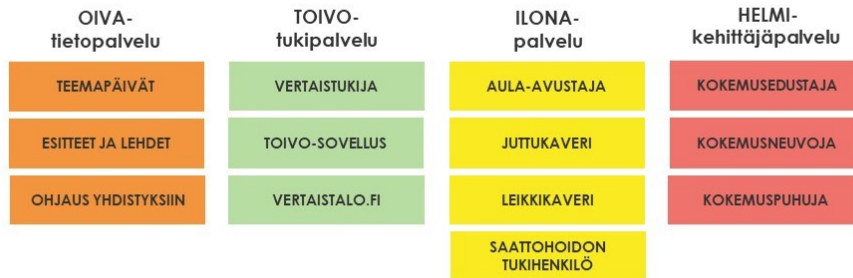 OIVA-
tietopalvelu
TEEMAPÄIVÄT
ESITTEET JA LEHDET
OHJAUS YHDISTYKSIIN
TOIVO-
tukipalvelu
VERTAISTUKIJA
TOIVO-SOVELLUS
VERTAISTALO.FI
ILONA-
palvelu
AULA-AVUSTAJA
JUTTUKAVERI
LEIKKIKAVERI
SAATTOHOIDON
TUKIHENKILÖ
HELMI-
kehittäjäpalvelu
KOKEMUSEDUSTAJA
KOKEMUSNEUVOJA
KOKEMUSPUHUJA